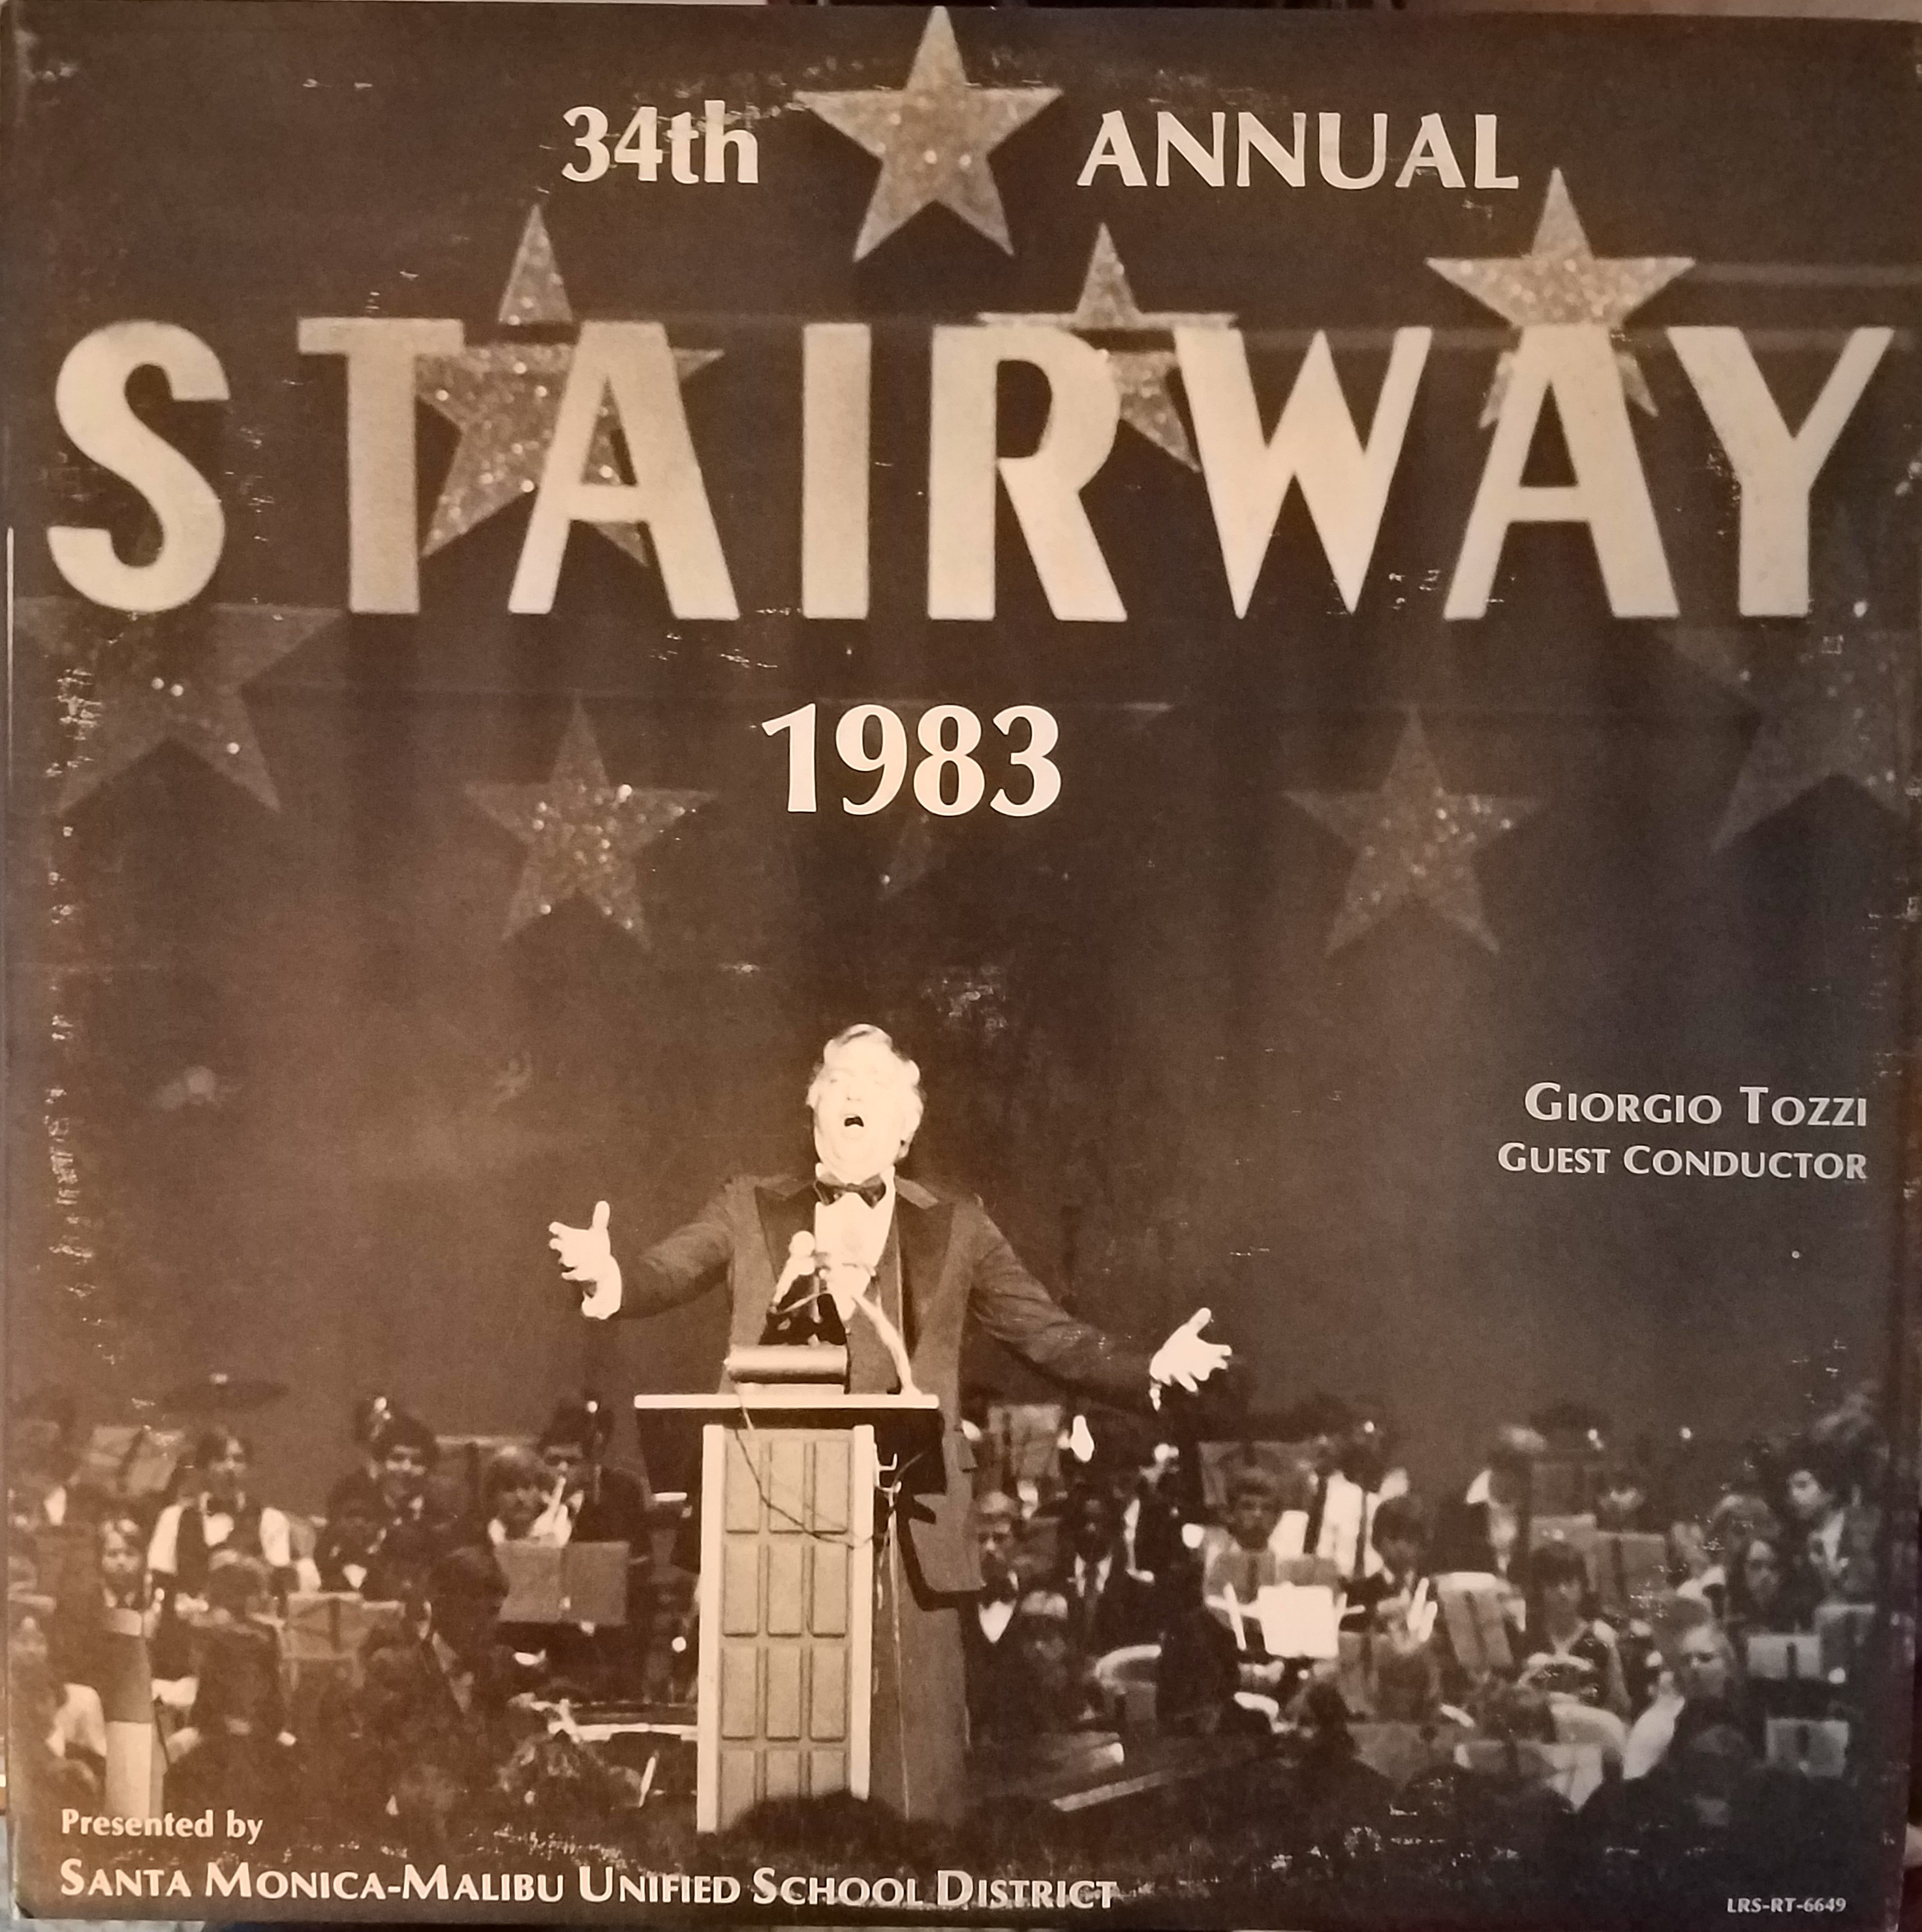 34th ANNUAL
STAIRWAY
1983
GIORGIO TOZZI
GUEST CONDUCTOR
Presented by
SANTA MONICA-MALIBU UNIFIED SCHOOL DISTRICT
LRS-RT-6649